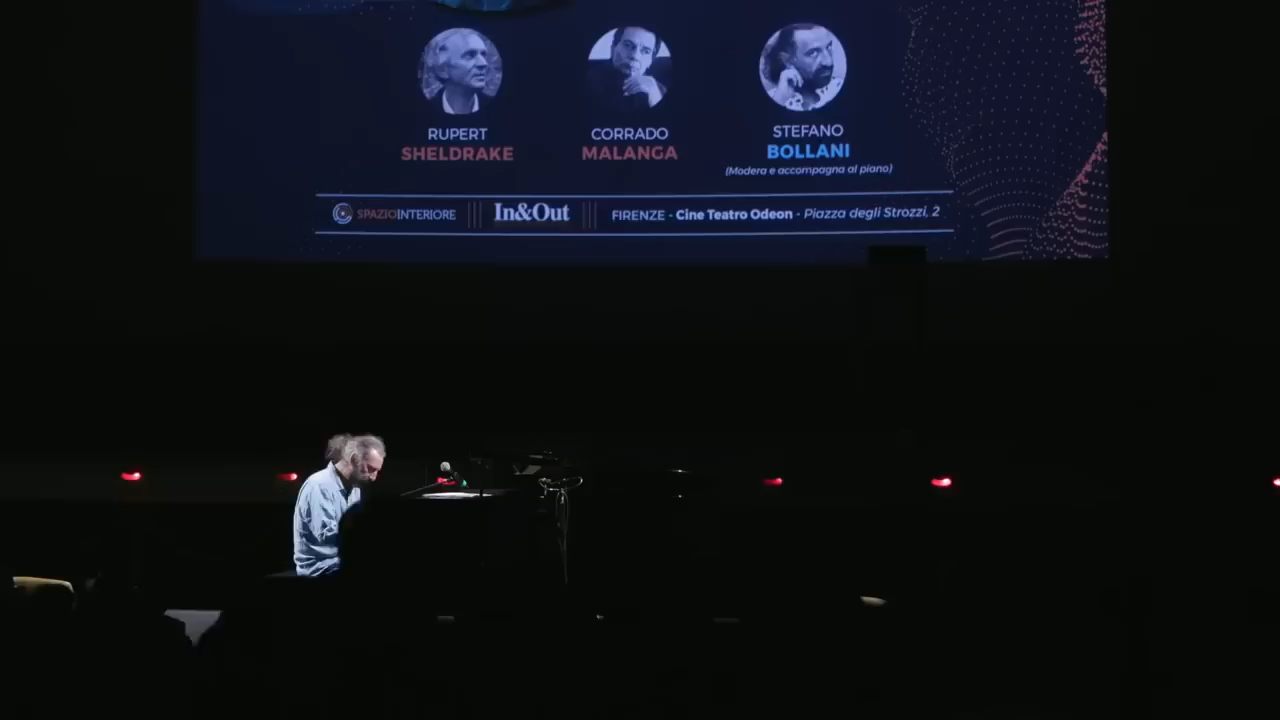 RUPERT
SHELDRAKE
CORRADO
MALANGA
STEFANO
BOLLANI
(Modera e accompagna al piano)
SPAZIOINTERIORE
In&Out
FIRENZE - Cine Teatro Odeon - Piazza degli Strozzi, 2